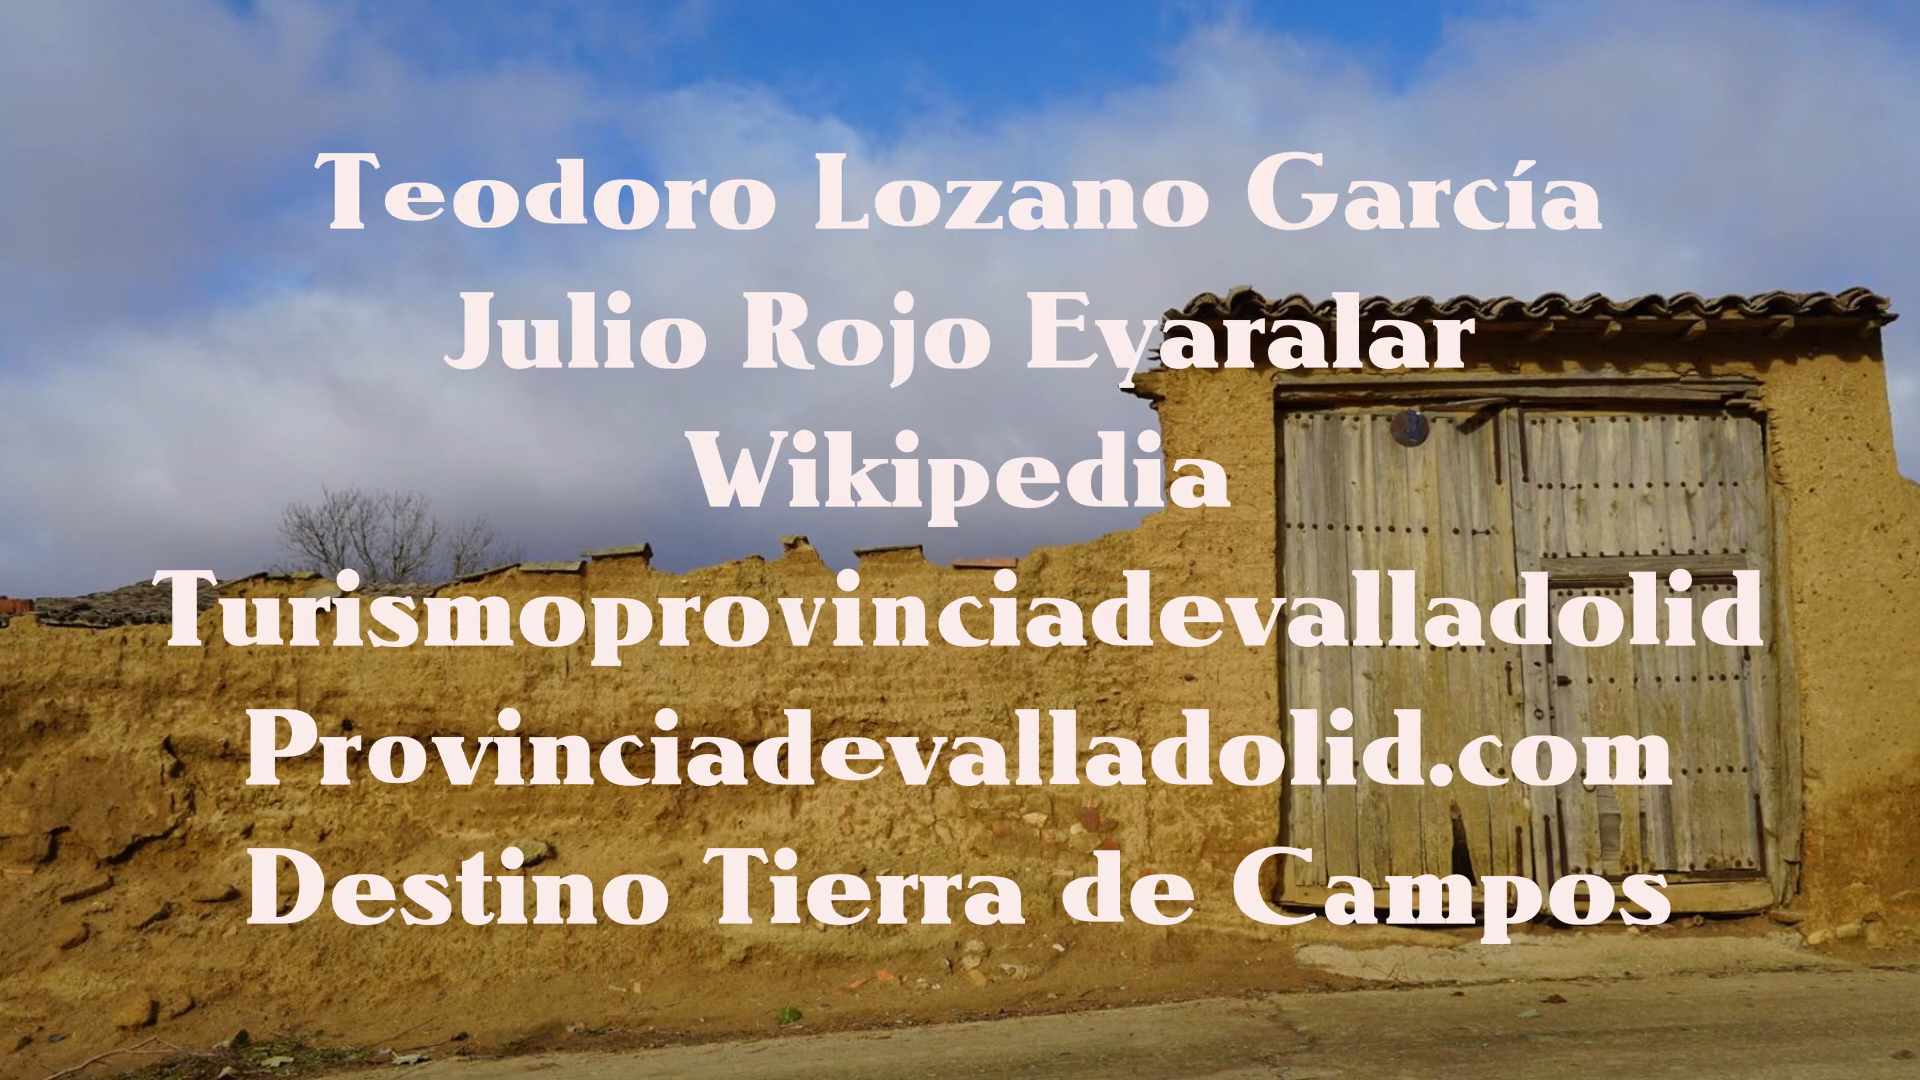 Teodoro Lozano García
Julio Rojo Eyaralar
Wikipedia
Turismoprovinciadevalladolid
Provinciadevalladolid.com
Destino Tierra de Campos